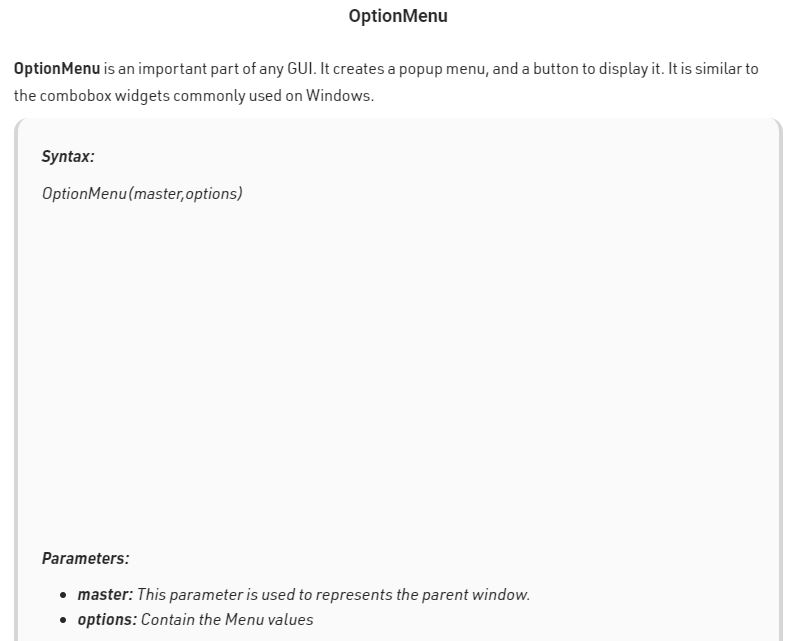 OptionMenu
OptionMenu is an important part of any GUI. It creates a popup menu, and a button to display it. It is similar to
the combobox widgets commonly used on Windows.
Syntax:
OptionMenu(master,options)
Parameters:
• master: This parameter is used to represents the parent window.
• options: Contain the Menu values